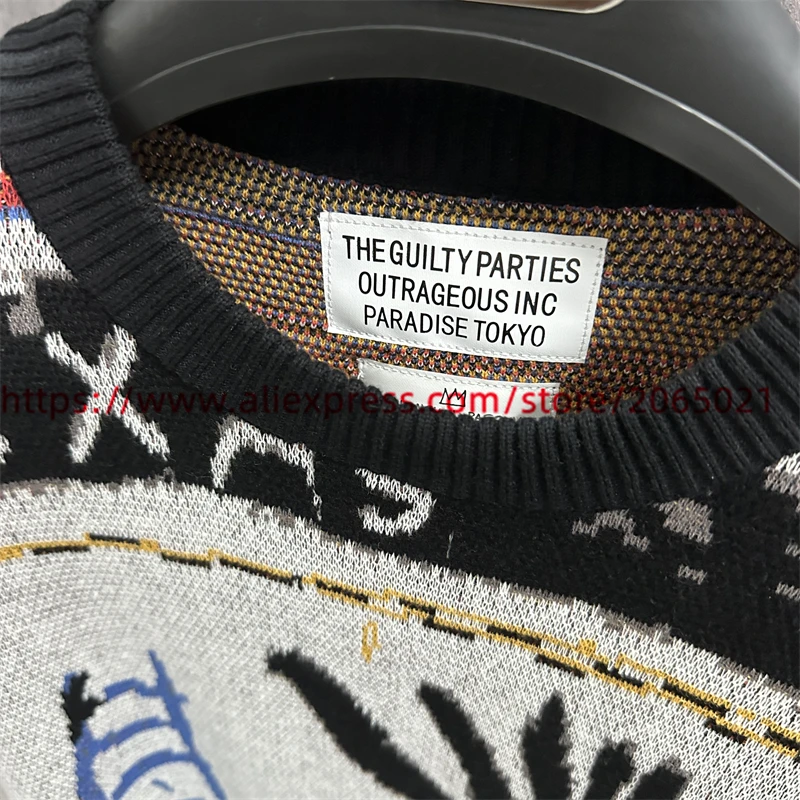 THE GUILTY PARTIES
OUTRAGEOUS INC
PARADISE TOKYO
https://www.aliexpress.com/store/2065021